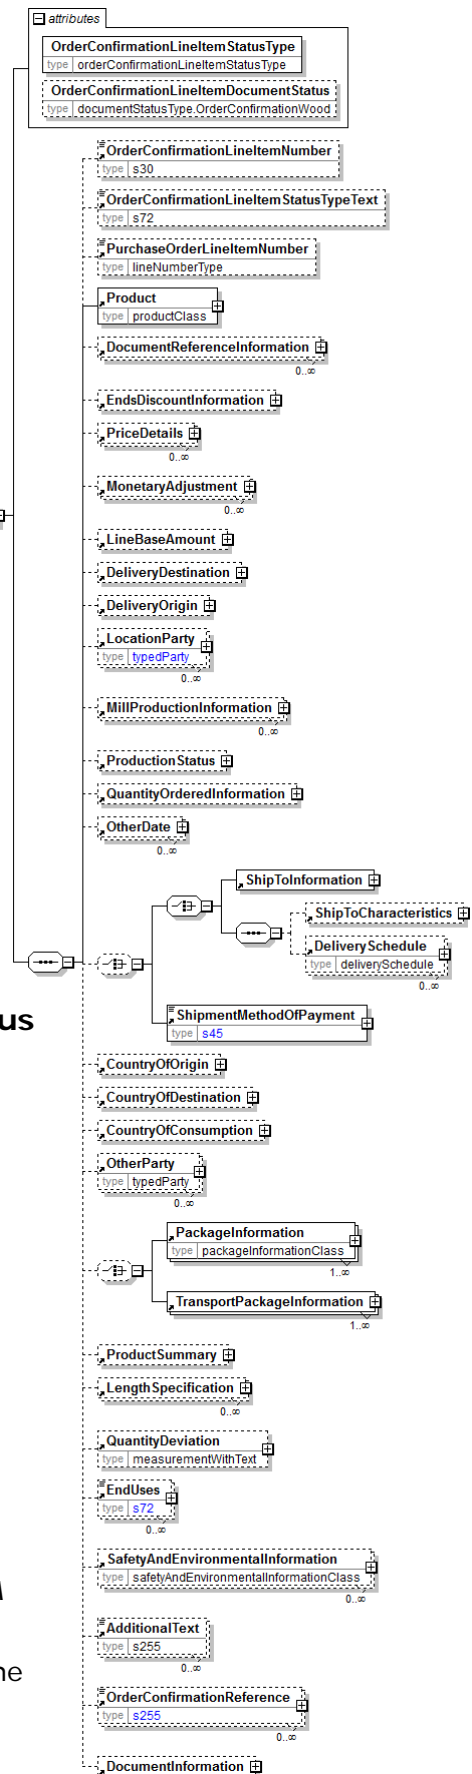 attributes
OrderConfirmationLineItemStatusType
type orderConfirmationLineItemStatusType
OrderConfirmationLineItemDocumentStatus
type documentStatusType.OrderConfirmationWood
OrderConfirmationLineItemNumber
type s30
OrderConfirmationLineItemStatusTypeText
type s72
PurchaseOrderLineItemNumber
type lineNumberType
Product
type productClass
DocumentReferenceInformation
0..∞
EndsDiscountInformation
PriceDetails
0..∞
MonetaryAdjustment
0..∞
LineBaseAmount
DeliveryDestination
DeliveryOrigin
LocationParty
type typedParty
0..∞
MillProductionInformation
0..∞
ProductionStatus
QuantityOrderedInformation
OtherDate
0..∞
ShipToInformation
ShipToCharacteristics
DeliverySchedule
type deliverySchedule
0..∞
us
ShipmentMethodOfPayment
type s45
CountryOfOrigin
CountryOfDestination
CountryOfConsumption
OtherParty
type typedParty
0..∞
PackageInformation
type packageInformationClass
1..∞
TransportPackageInformation
1..∞
ProductSummary
LengthSpecification
0..∞
QuantityDeviation
type measurementWithText
EndUses
type s72
0..∞
SafetyAndEnvironmentalInformation
type safetyAndEnvironmentalInformationClass
0..∞
AdditionalText
type s255
0..∞
ne
OrderConfirmationReference
type s255
0..∞
DocumentInformation